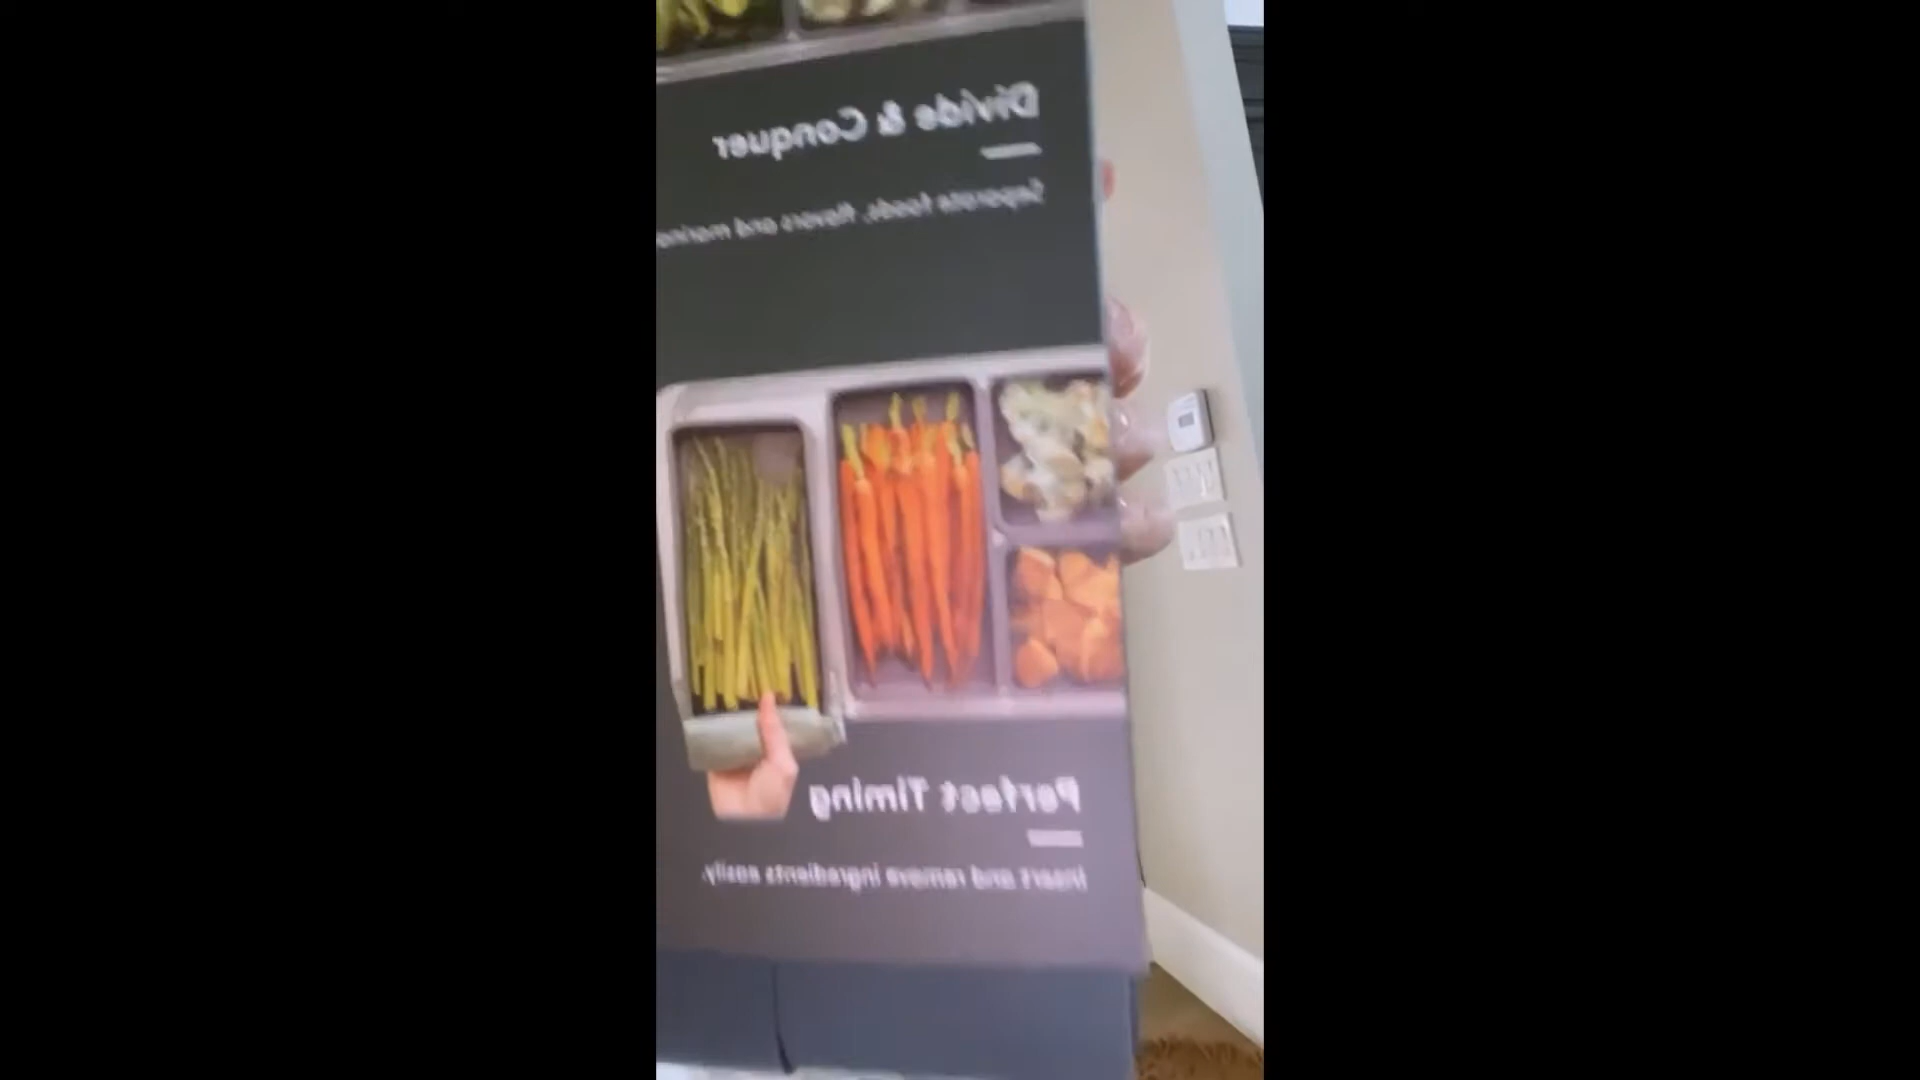 Divide & Conquer
Separate foods, flavors and
Perfect Timing
Insert and remove ingredients easily.